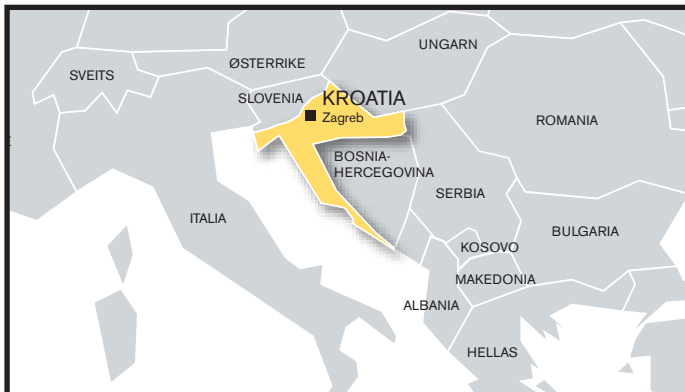 UNGARN
ØSTERRIKE
SVEITS
SLOVENIA
KROATIA
Zagreb
ROMANIA
BOSNIA-
HERCEGOVINA
SERBIA
ITALIA
BULGARIA
KOSOVO
MAKEDONIA
ALBANIA
HELLAS